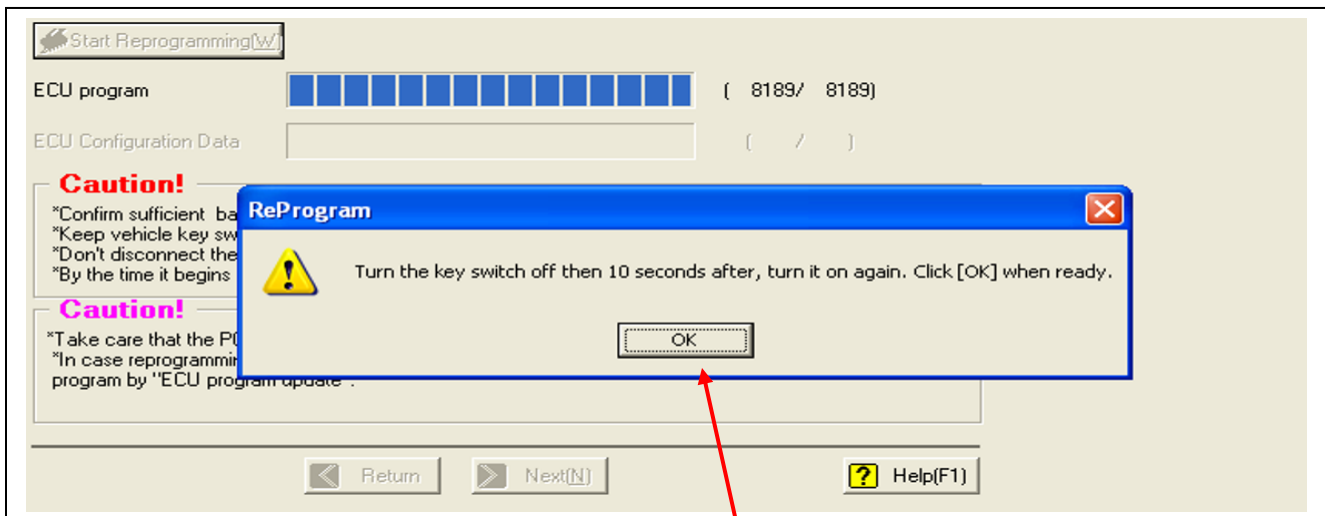 Start Reprogramming(W)
ECU program ( 8189/ 8189)
ECU Configuration Data ( / )
Caution!
*Confirm sufficient
*Keep vehicle key
*Don't disconnect the
*By the time it begins
ReProgram
Turn the key switch off then 10 seconds after, turn it on again. Click [OK] when ready.
OK
Caution!
*Take care that the
*In case
program by "ECU program update".
Return Next(N) ? Help(F1)